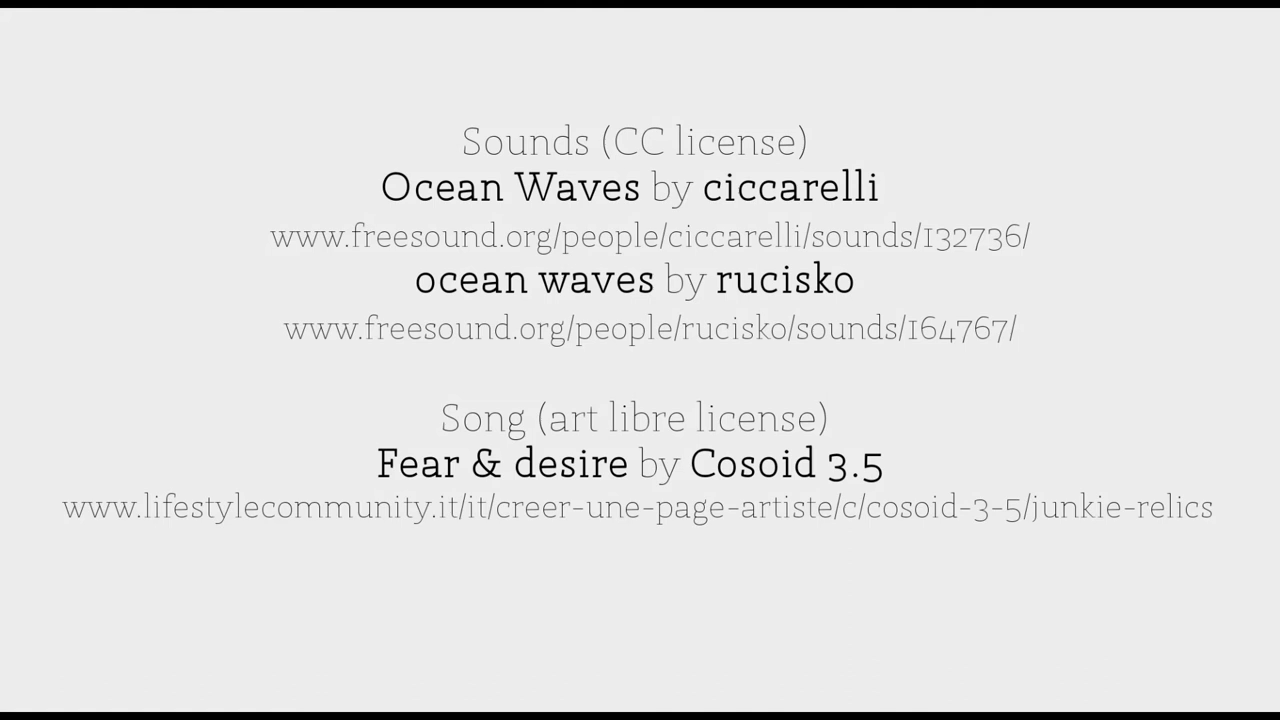 Sounds (CC license)
Ocean Waves by ciccarelli
www.freesound.org/people/ciccarelli/sounds/132736/
ocean waves by rucisko
www.freesound.org/people/rucisko/sounds/164767/
Song (art libre license)
Fear & desire by Cosoid 3.5
www.lifestylecommunity.it/it/creer-une-page-artiste/c/cosoid-3-5/junkie-relics